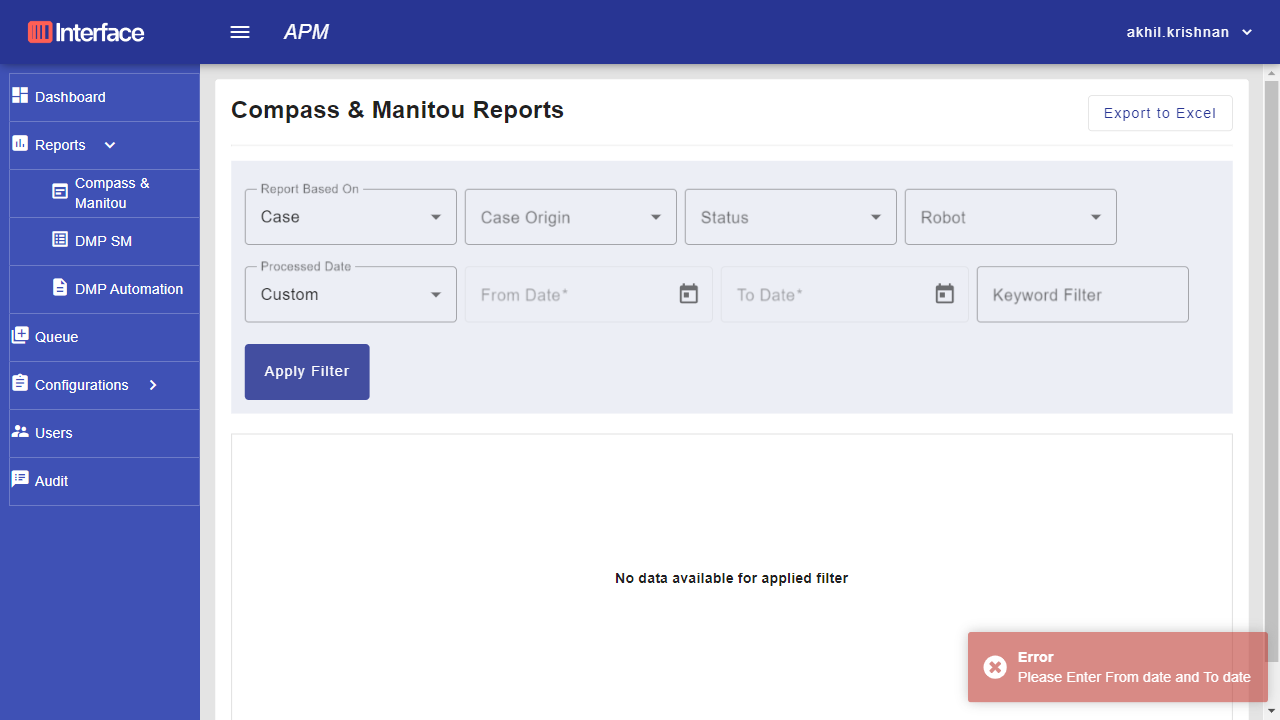 Interface
APM
akhil.krishnan
Dashboard
Reports
Compass &
Manitou
DMP SM
DMP Automation
Queue
Configurations
Users
Audit
Compass & Manitou Reports
Export to Excel
Report Based On
Case
Case Origin
Status
Robot
Processed Date
Custom
From Date*
To Date*
Keyword Filter
Apply Filter
No data available for applied filter
Error
Please Enter From date and To date